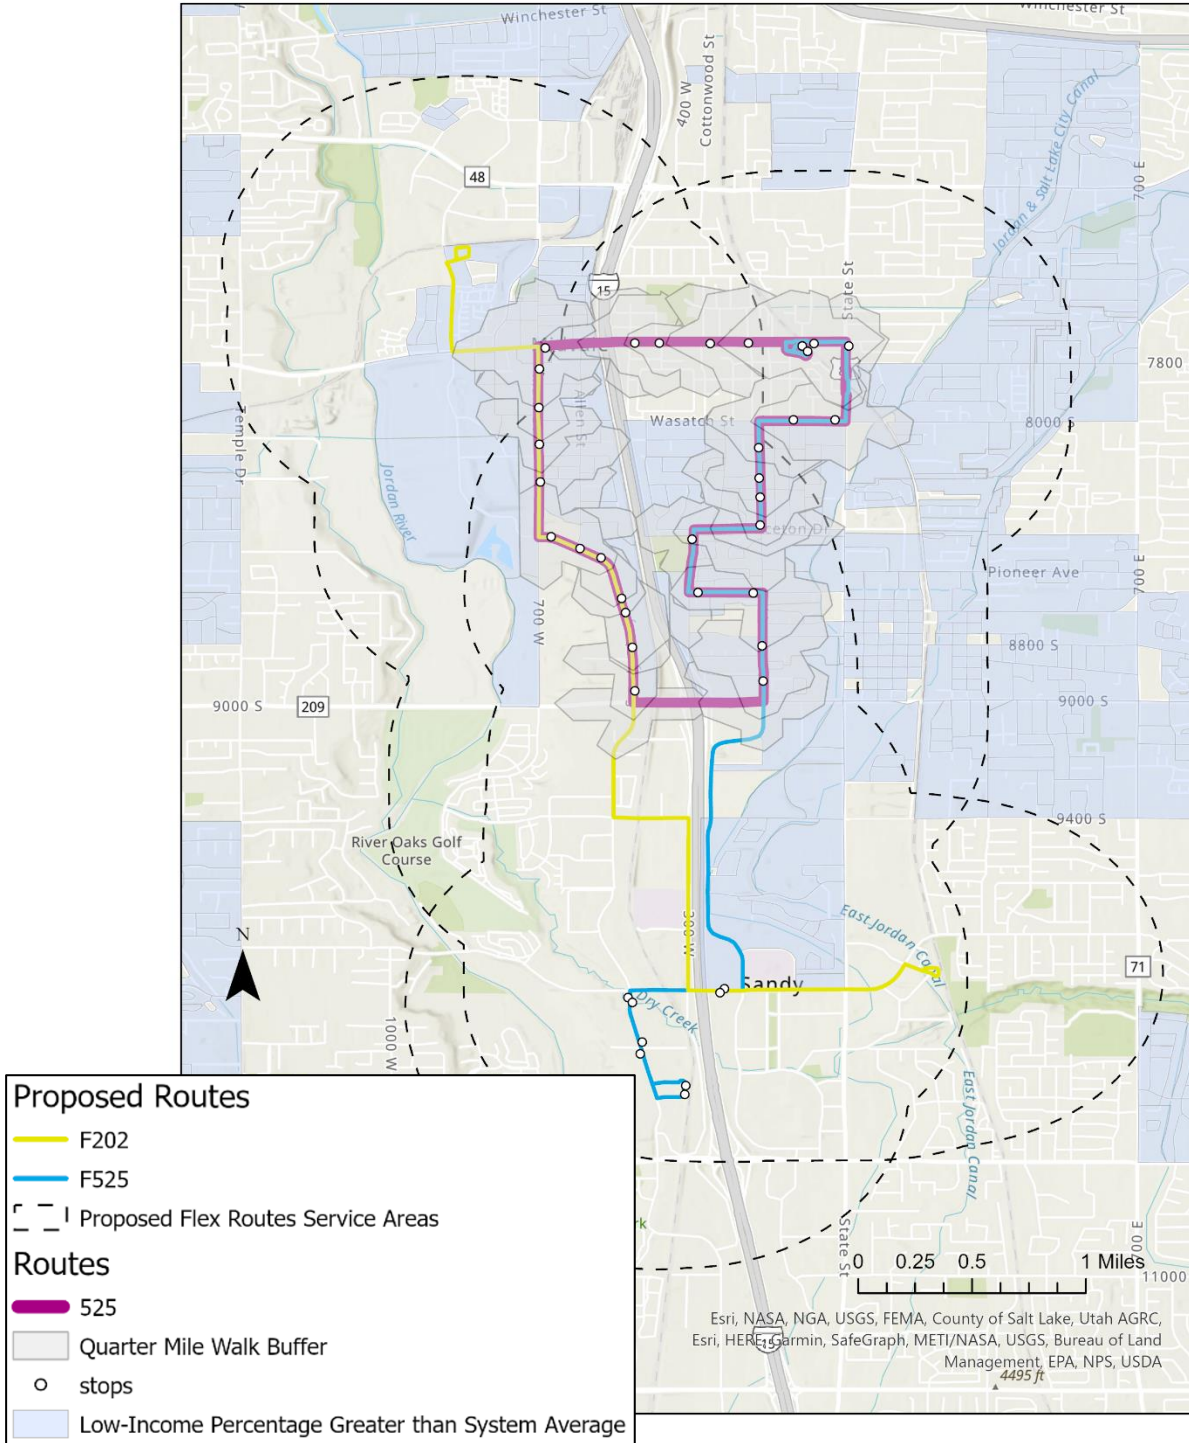 Winchester St
Winchester St
400 W
Cottonwood St
Jordan & Salt Lake City Canal
700 E
48
15
State St
7800
Allen St
Wasatch St
8000 S
Temple Dr
Jordan River
Pioneer Ave
700 E
700 W
8800 S
9000 S
209
9000 S
9400 S
River Oaks Golf
Course
East Jordan Canal
N
300 W
71
Sandy
Dry Creek
1000 W
East Jordan Canal
State St
700 E
Proposed Routes
F202
F525
Proposed Flex Routes Service Areas
Routes
525
Quarter Mile Walk Buffer
stops
Low-Income Percentage Greater than System Average
0 0.25 0.5 1 Miles
11000
Esri, NASA, NGA, USGS, FEMA, County of Salt Lake, Utah AGRC,
Esri, HERE, Garmin, SafeGraph, METI/NASA, USGS, Bureau of Land
Management, EPA, NPS, USDA
4495 ft